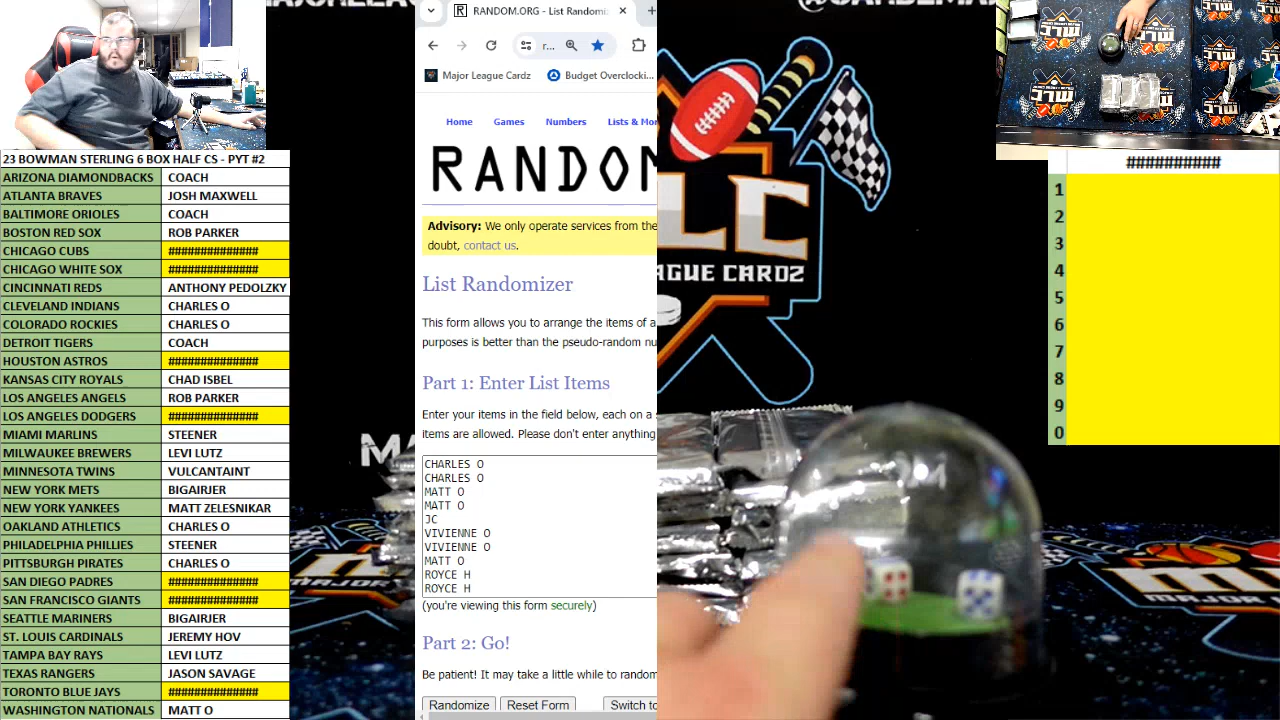 23 BOWMAN STERLING 6 BOX HALF CS - PYT #2
ARIZONA DIAMONDBACKS COACH
ATLANTA BRAVES JOSH MAXWELL
BALTIMORE ORIOLES COACH
BOSTON RED SOX ROB PARKER
CHICAGO CUBS ##############
CHICAGO WHITE SOX ##############
CINCINNATI REDS ANTHONY PEDOLZKY
CLEVELAND INDIANS CHARLES O
COLORADO ROCKIES CHARLES O
DETROIT TIGERS COACH
HOUSTON ASTROS ##############
KANSAS CITY ROYALS CHAD ISBEL
LOS ANGELES ANGELS ROB PARKER
LOS ANGELES DODGERS ##############
MIAMI MARLINS STEENER
MILWAUKEE BREWERS LEVI LUTZ
MINNESOTA TWINS VULCANTAINT
NEW YORK METS BIGAIRJER
NEW YORK YANKEES MATT ZELESNIKAR
OAKLAND ATHLETICS CHARLES O
PHILADELPHIA PHILLIES STEENER
PITTSBURGH PIRATES CHARLES O
SAN DIEGO PADRES ##############
SAN FRANCISCO GIANTS ##############
SEATTLE MARINERS BIGAIRJER
ST. LOUIS CARDINALS JEREMY HOV
TAMPA BAY RAYS LEVI LUTZ
TEXAS RANGERS JASON SAVAGE
TORONTO BLUE JAYS ##############
WASHINGTON NATIONALS MATT O
RANDOM.ORG - List Randomiz
r...
Major League Cardz Budget Overclocki...
Home Games Numbers Lists & Mor
RANDOM
Advisory: We only operate services from the
doubt, contact us.
List Randomizer
This form allows you to arrange the items of a
purposes is better than the pseudo-random nu
Part 1: Enter List Items
Enter your items in the field below, each on a s
items are allowed. Please don't enter anything
CHARLES O
CHARLES O
MATT O
MATT O
JC
VIVIENNE O
VIVIENNE O
MATT O
ROYCE H
ROYCE H
(you're viewing this form securely)
Part 2: Go!
Be patient! It may take a little while to random
Randomize Reset Form Switch to
LC
AGUE CARDZ
##########
1
2
3
4
5
6
7
8
9
0